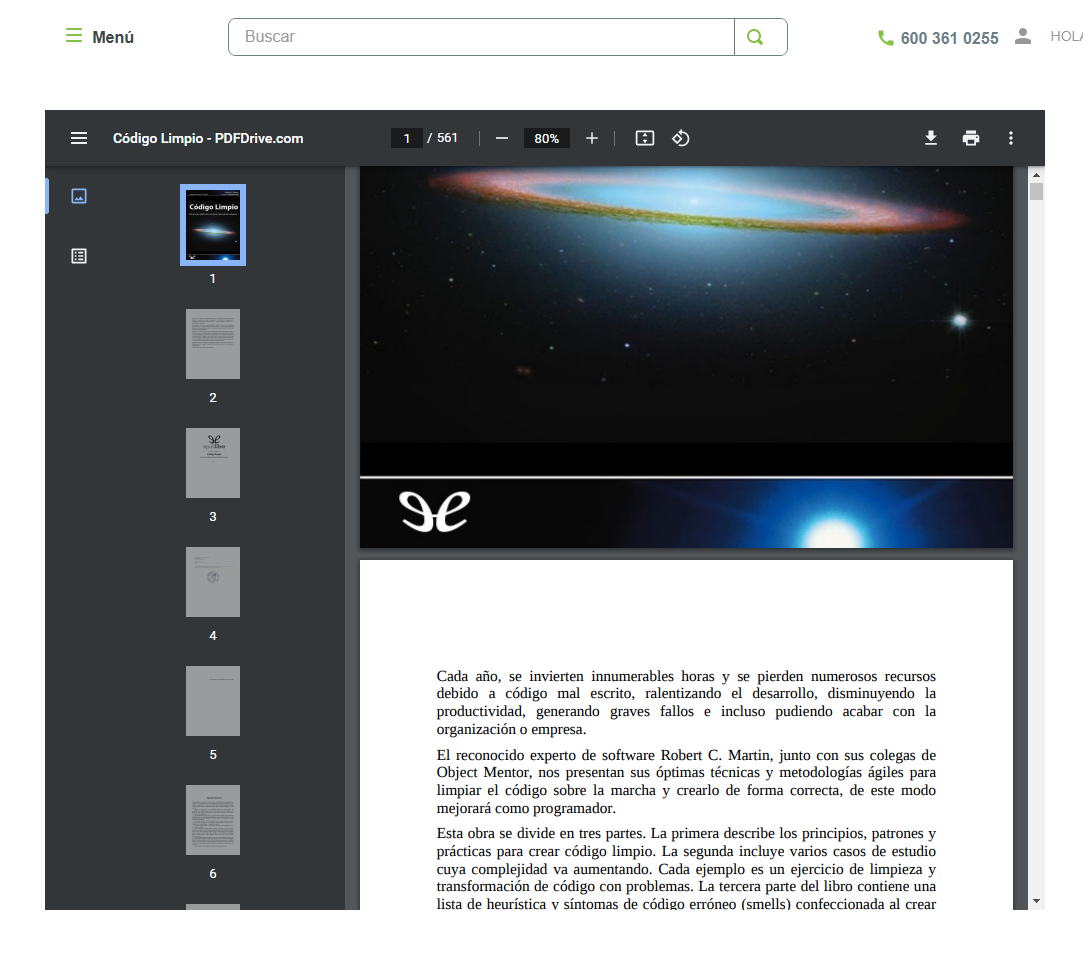 Menú
Buscar
600 361 0255
HOLA
Código Limpio - PDFDrive.com
1 / 561
80%
Código Limpio
1
2
3
4
5
6
Cada año, se invierten innumerables horas y se pierden numerosos recursos
debido a código mal escrito, ralentizando el desarrollo, disminuyendo la
productividad, generando graves fallos e incluso pudiendo acabar con la
organización o empresa.
El reconocido experto de software Robert C. Martin, junto con sus colegas de
Object Mentor, nos presentan sus óptimas técnicas y metodologías ágiles para
limpiar el código sobre la marcha y crearlo de forma correcta, de este modo
mejorará como programador.
Esta obra se divide en tres partes. La primera describe los principios, patrones y
prácticas para crear código limpio. La segunda incluye varios casos de estudio
cuya complejidad va aumentando. Cada ejemplo es un ejercicio de limpieza y
transformación de código con problemas. La tercera parte del libro contiene una
lista de heurística y síntomas de código erróneo (smells) confeccionada al crear